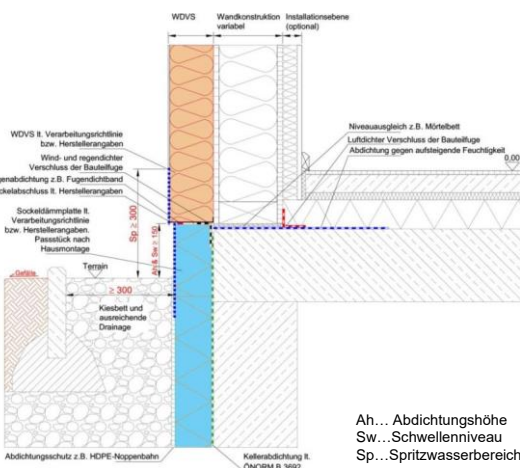 WDVS
Wandkonstruktion
variabel
Installationsebene
(optional)
WDVS lt. Verarbeitungsrichtlinie
bzw. Herstellerangaben
Wind- und regendichter
Verschluss der Bauteilfuge
genabdichtung z.B. Fugendichtband
ckelabschluss lt. Herstellerangaben
Sockeldämmplatte lt.
Verarbeitungsrichtlinie
bzw. Herstellerangaben.
Passstück nach
Hausmontage
Niveauausgleich z.B. Mörtelbett
Luftdichter Verschluss der Bauteilfuge
Abdichtung gegen aufsteigende Feuchtigkeit
0.00
Sp ≥ 300
Ah & Sw ≥ 150
Gefälle
Terrain
≥ 300
Kiesbett und
ausreichende
Drainage
Abdichtungsschutz z.B. HDPE-Noppenbahn
Kellerabdichtung lt.
ÖNORM B 3692
Ah... Abdichtungshöhe
Sw...Schwellenniveau
Sp...Spritzwasserbereich